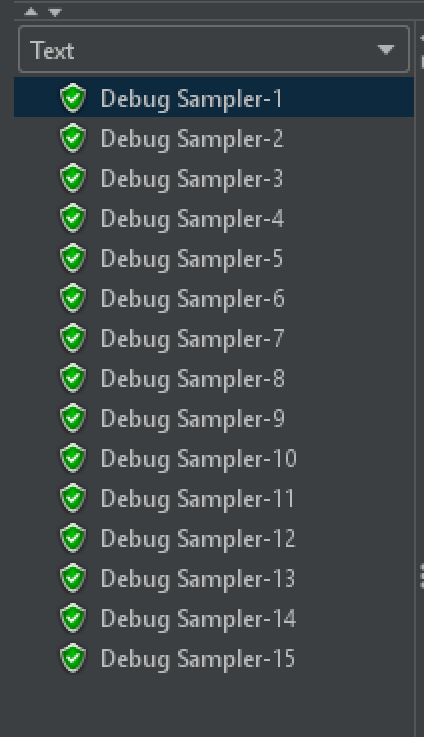 Text
Debug Sampler-1
Debug Sampler-2
Debug Sampler-3
Debug Sampler-4
Debug Sampler-5
Debug Sampler-6
Debug Sampler-7
Debug Sampler-8
Debug Sampler-9
Debug Sampler-10
Debug Sampler-11
Debug Sampler-12
Debug Sampler-13
Debug Sampler-14
Debug Sampler-15